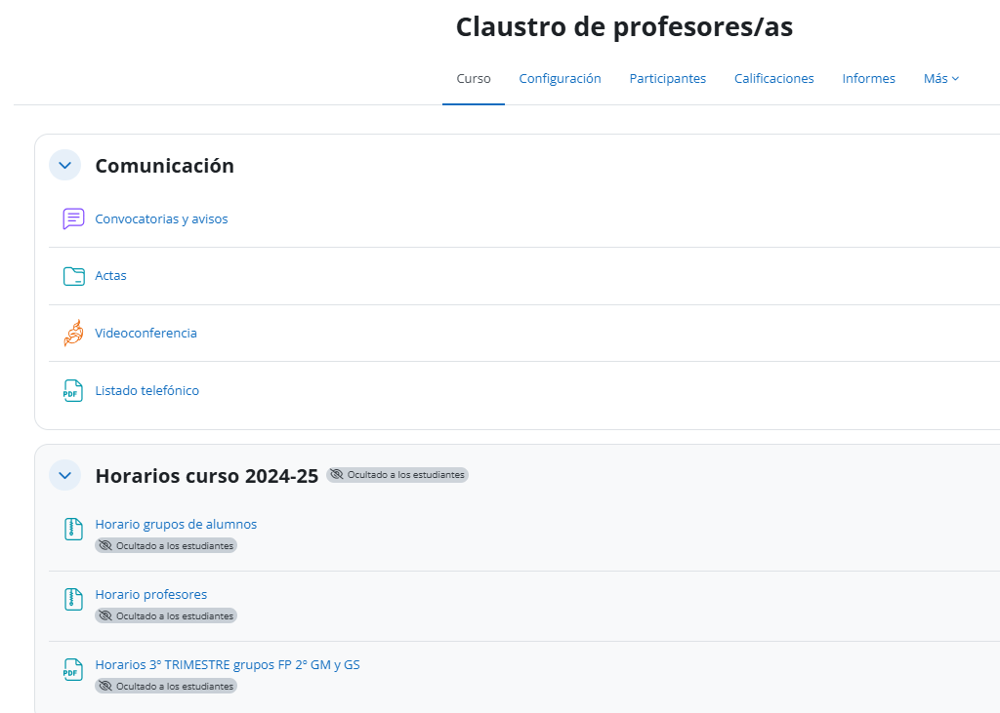 Claustro de profesores/as
Curso Configuración Participantes Calificaciones Informes Más
Comunicación
Convocatorias y avisos
Actas
Videoconferencia
PDF Listado telefónico
Horarios curso 2024-25 Ocultado a los estudiantes
Horario grupos de alumnos
Ocultado a los estudiantes
Horario profesores
Ocultado a los estudiantes
PDF Horarios 3º TRIMESTRE grupos FP 2º GM y GS
Ocultado a los estudiantes